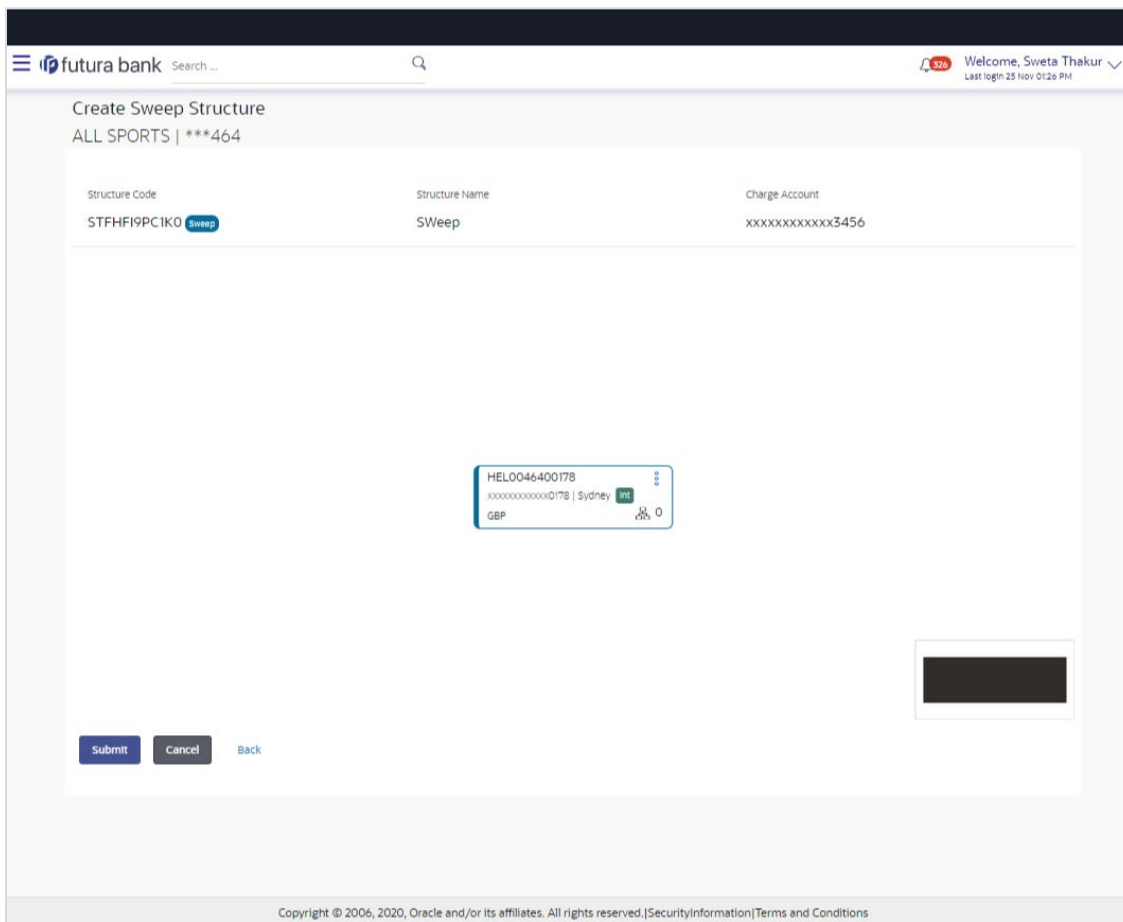 futura bank Search ... 326 Welcome, Sweta Thakur
Last login 25 Nov 01:26 PM
Create Sweep Structure
ALL SPORTS | ***464
Structure Code Structure Name Charge Account
STFHFI9PC1K0 Sweep SWeep xxxxxxxxxxxx3456
HEL0046400178
xxxxxxxxxxxx0178 | Sydney Int
GBP 0
Submit Cancel Back
Copyright © 2006, 2020, Oracle and/or its affiliates. All rights reserved.|SecurityInformation|Terms and Conditions